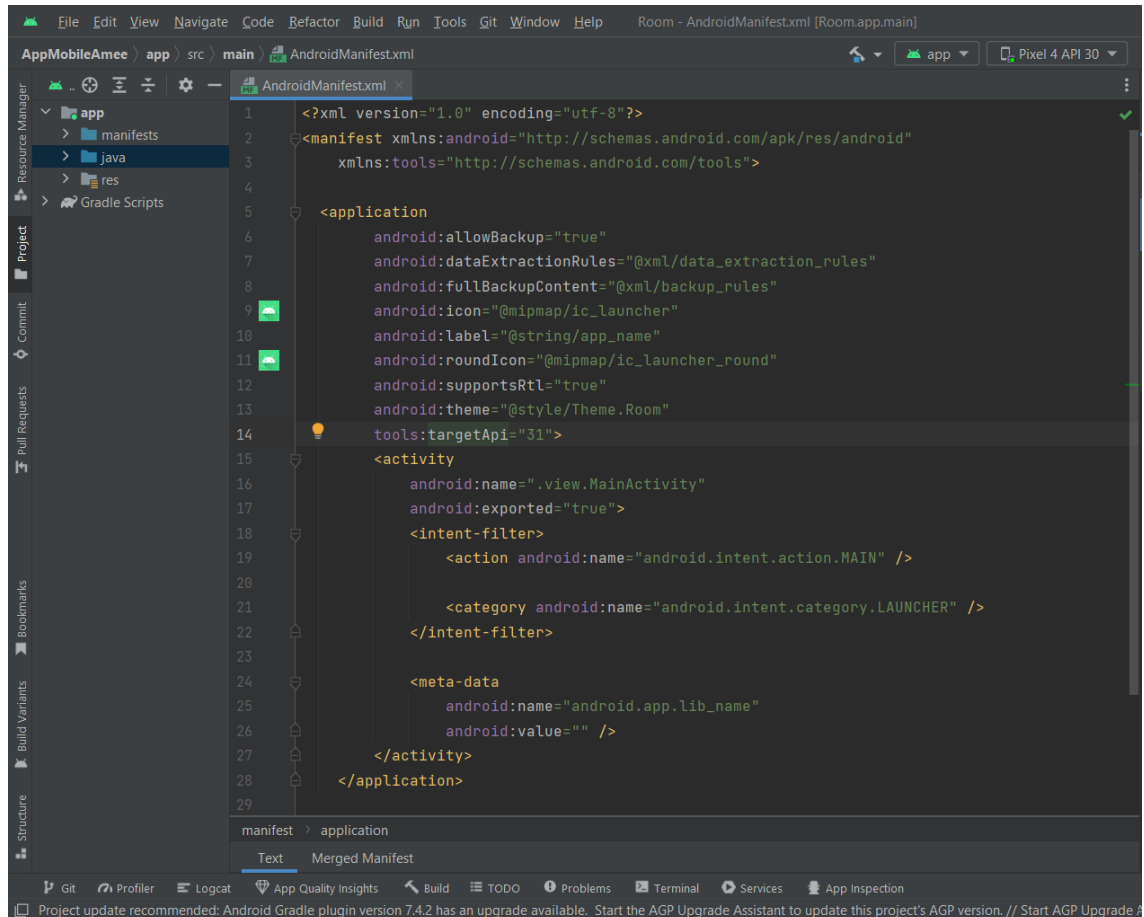 File Edit View Navigate Code Refactor Build Run Tools Git Window Help Room - AndroidManifest.xml [Room.app.main]
AppMobileAmee app src main AndroidManifest.xml app Pixel 4 API 30
AndroidManifest.xml
Resource Manager
Project
Commit
Pull Requests
Bookmarks
Build Variants
Structure
app
manifests
java
res
Gradle Scripts
1 <?xml version="1.0" encoding="utf-8"?>
2 <manifest xmlns:android="http://schemas.android.com/apk/res/android"
3 xmlns:tools="http://schemas.android.com/tools">
4
5 <application
6 android:allowBackup="true"
7 android:dataExtractionRules="@xml/data_extraction_rules"
8 android:fullBackupContent="@xml/backup_rules"
9 android:icon="@mipmap/ic_launcher"
10 android:label="@string/app_name"
11 android:roundIcon="@mipmap/ic_launcher_round"
12 android:supportsRtl="true"
13 android:theme="@style/Theme.Room"
14 tools:targetApi="31">
15 <activity
16 android:name=".view.MainActivity"
17 android:exported="true">
18 <intent-filter>
19 <action android:name="android.intent.action.MAIN" />
20
21 <category android:name="android.intent.category.LAUNCHER" />
22 </intent-filter>
23
24 <meta-data
25 android:name="android.app.lib_name"
26 android:value="" />
27 </activity>
28 </application>
29
manifest application
Text Merged Manifest
Git Profiler Logcat App Quality Insights Build TODO Problems Terminal Services App Inspection
Project update recommended: Android Gradle plugin version 7.4.2 has an upgrade available. Start the AGP Upgrade Assistant to update this project's AGP version. // Start AGP Upgrade